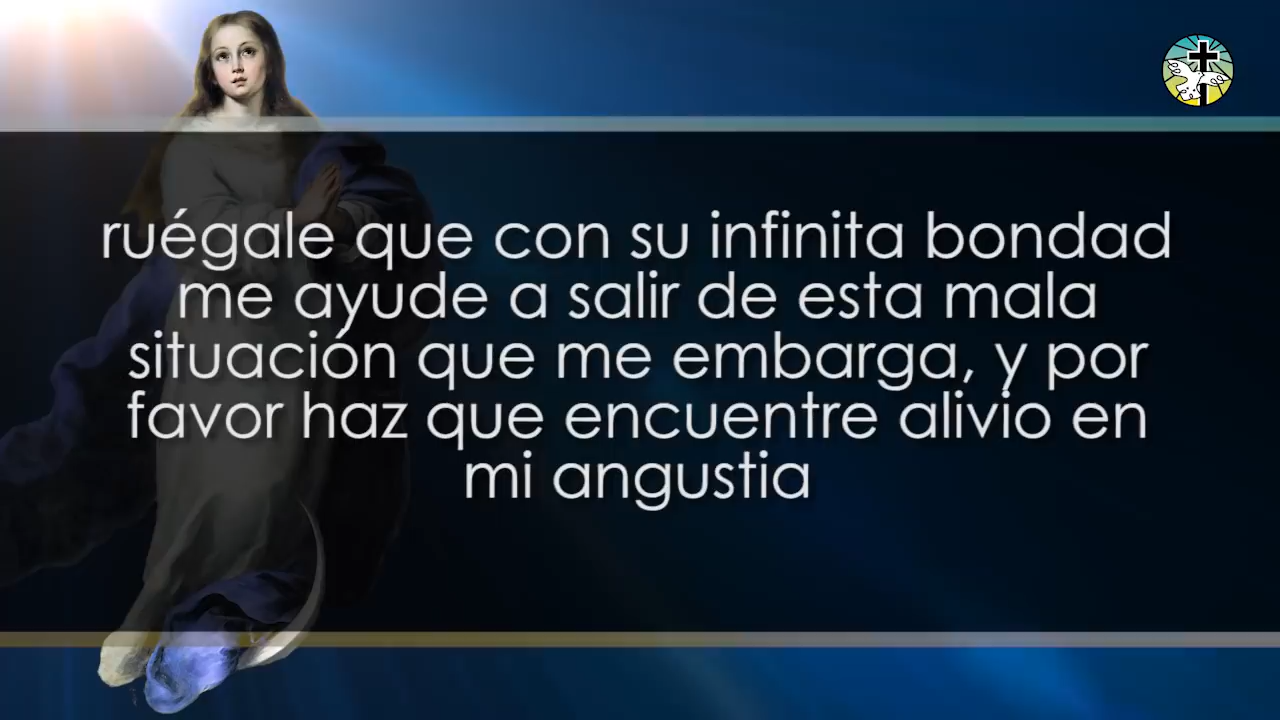 ruégale que con su infinita bondad
me ayude a salir de esta mala
situación que me embarga, y por
favor haz que encuentre alivio en
mi angustia